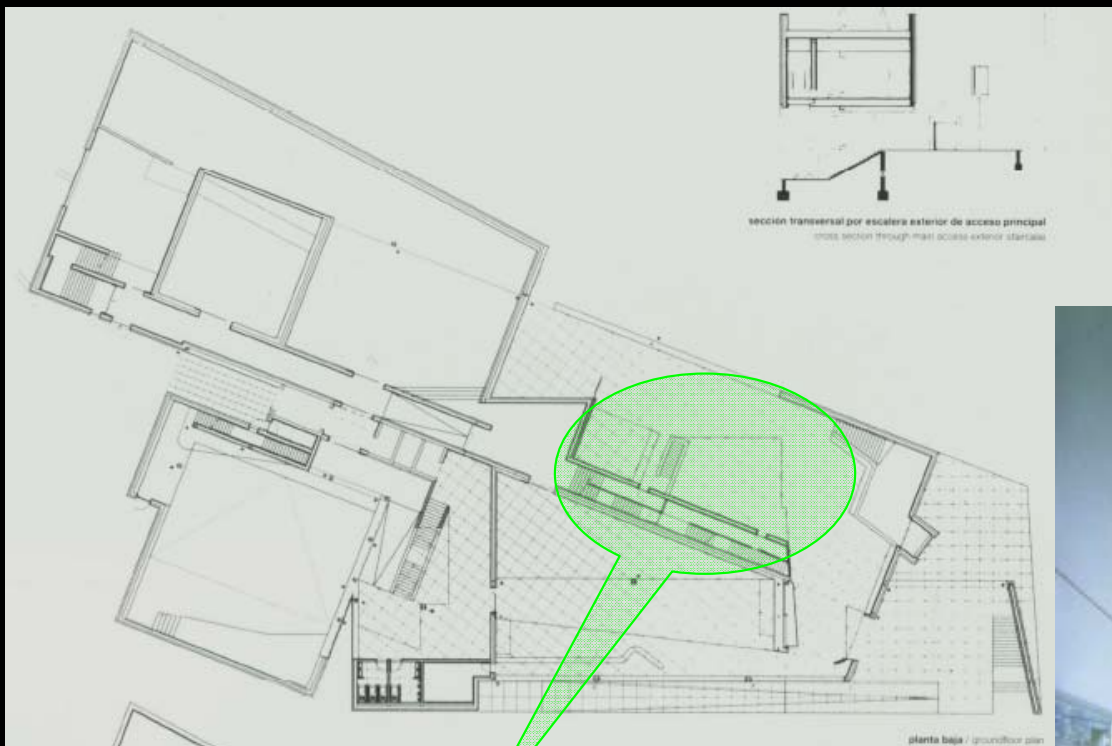 sección transversal por escalera exterior de acceso principal
cross section through main access exterior staircase
planta baja / groundfloor plan